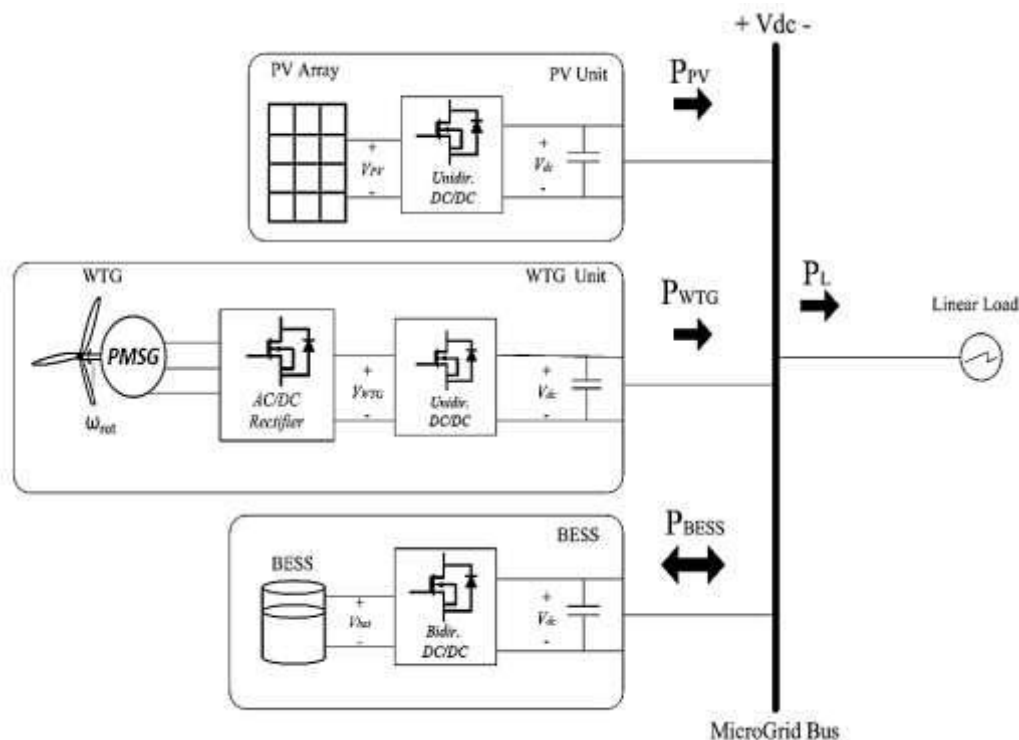 + Vdc -
PV Array
PV Unit
PPV
+
VPV
-
Unidir.
DC/DC
+
Vdc
-
WTG
WTG Unit
PWTG
PL
Linear Load
PMSG
ωrot
AC/DC
Rectifier
+
VWTG
-
Unidir.
DC/DC
+
Vdc
-
BESS
PBESS
BESS
+
Vbat
-
Bidir.
DC/DC
+
Vdc
-
MicroGrid Bus